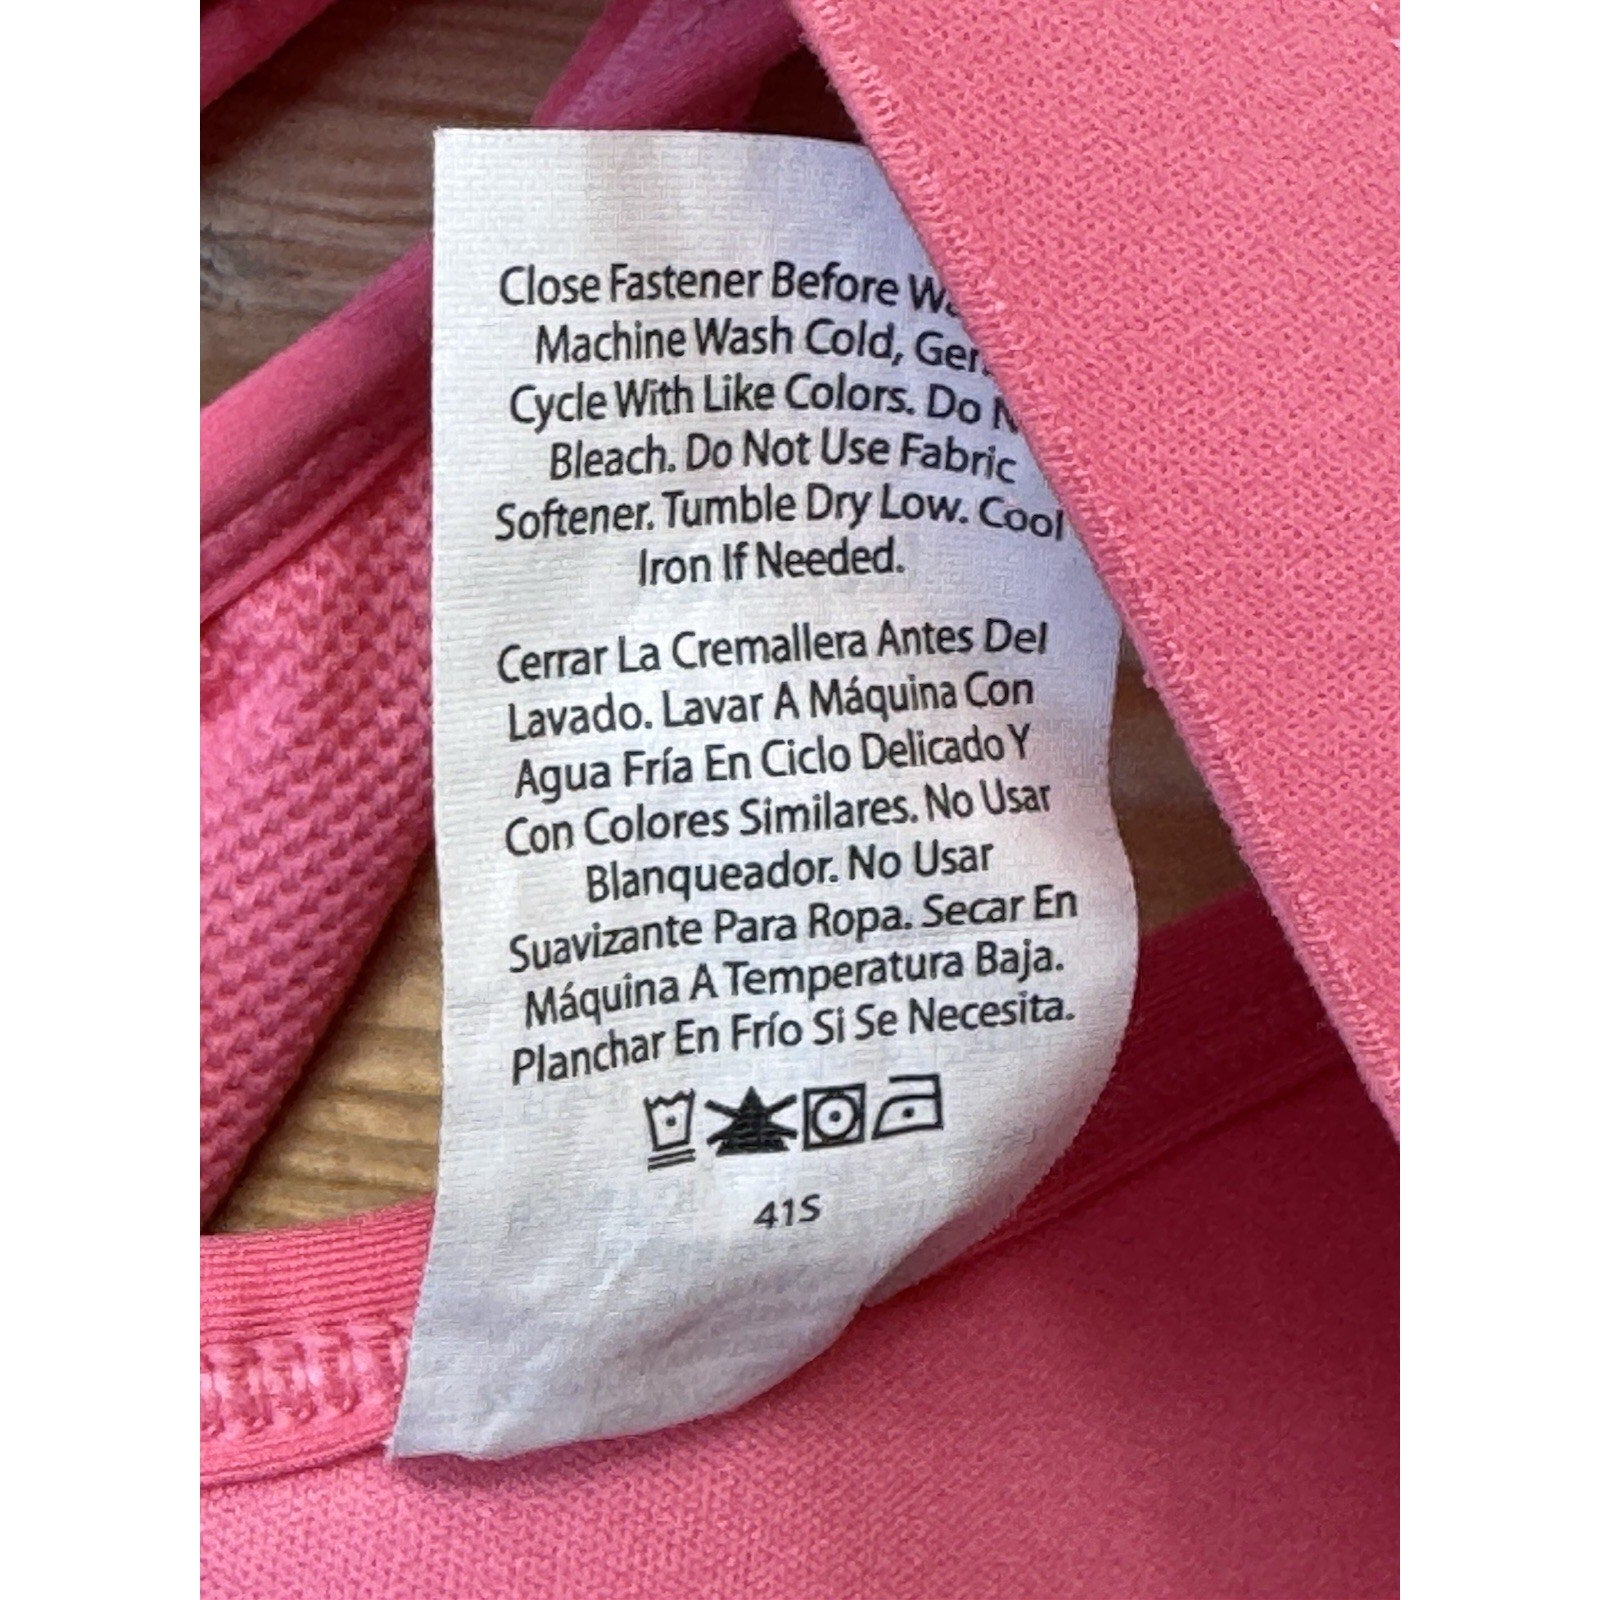 Close Fastener Before
Machine Wash Cold,
Cycle With Like Colors. Do
Bleach. Do Not Use Fabric
Softener. Tumble Dry Low. Cool
Iron If Needed.
Cerrar La Cremallera Antes Del
Lavado. Lavar A Máquina Con
Agua Fría En Ciclo Delicado Y
Con Colores Similares. No Usar
Blanqueador. No Usar
Suavizante Para Ropa. Secar En
Máquina A Temperatura Baja.
Planchar En Frío Si Se Necesita.
41S